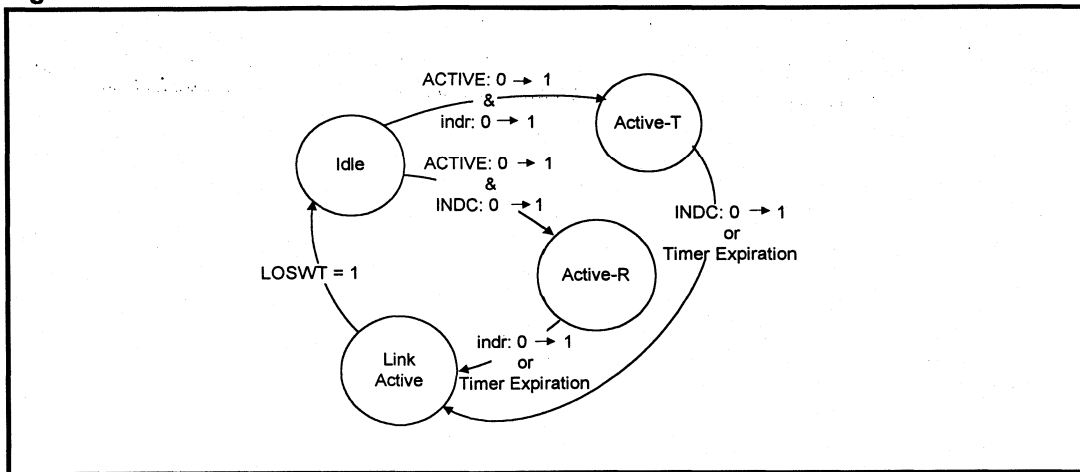 ACTIVE: 0 → 1
&
indr: 0 → 1
Active-T
Idle
ACTIVE: 0 → 1
&
INDC: 0 → 1
INDC: 0 → 1
or
Timer Expiration
Active-R
LOSWT = 1
indr: 0 → 1
or
Timer Expiration
Link
Active